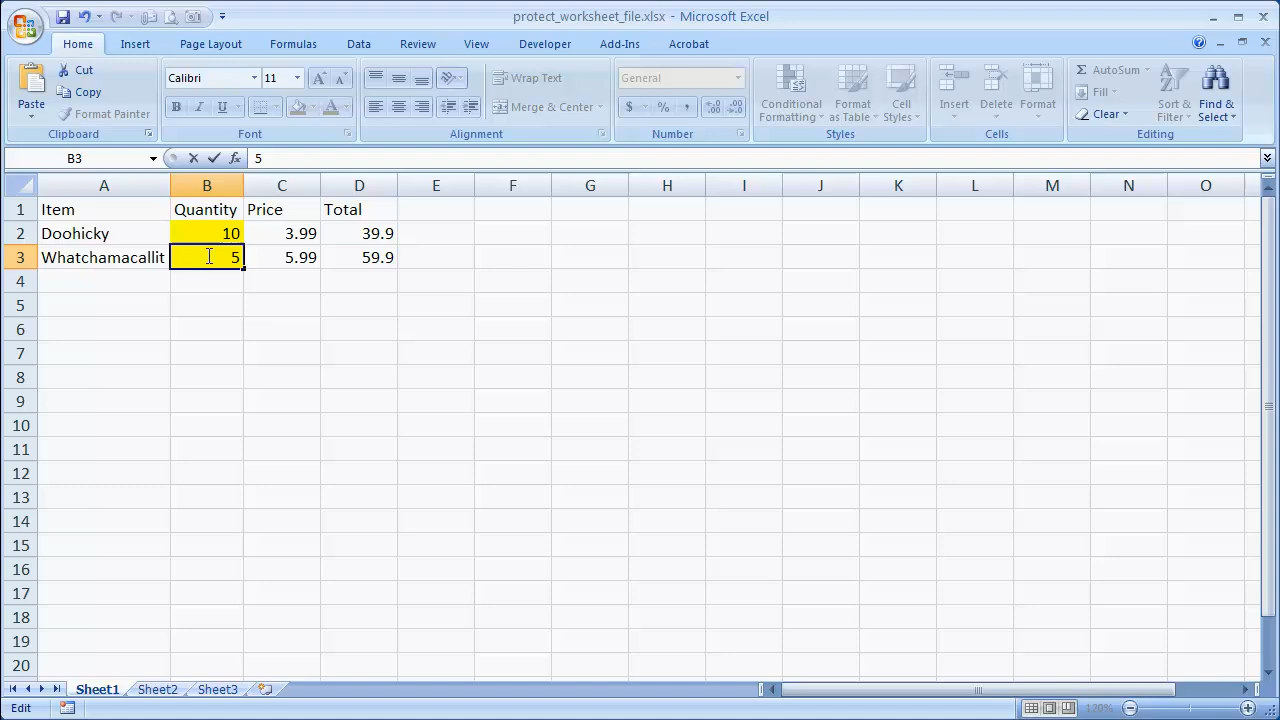 protect_worksheet_file.xlsx - Microsoft Excel
Home Insert Page Layout Formulas Data Review View Developer Add-Ins Acrobat
Paste
Cut
Copy
Format Painter
Clipboard
Calibri 11
B I U
Font
Wrap Text
Merge & Center
Alignment
General
$ % ,
Number
Conditional Formatting
Format as Table
Cell Styles
Styles
Insert Delete Format
Cells
Σ AutoSum
Fill
Clear
Sort & Filter
Find & Select
Editing
B3 fx 5
A B C D E F G H I J K L M N O
1 Item Quantity Price Total
2 Doohicky 10 3.99 39.9
3 Whatchamacallit 5 5.99 59.9
4
5
6
7
8
9
10
11
12
13
14
15
16
17
18
19
20
Sheet1 Sheet2 Sheet3
Edit 120%